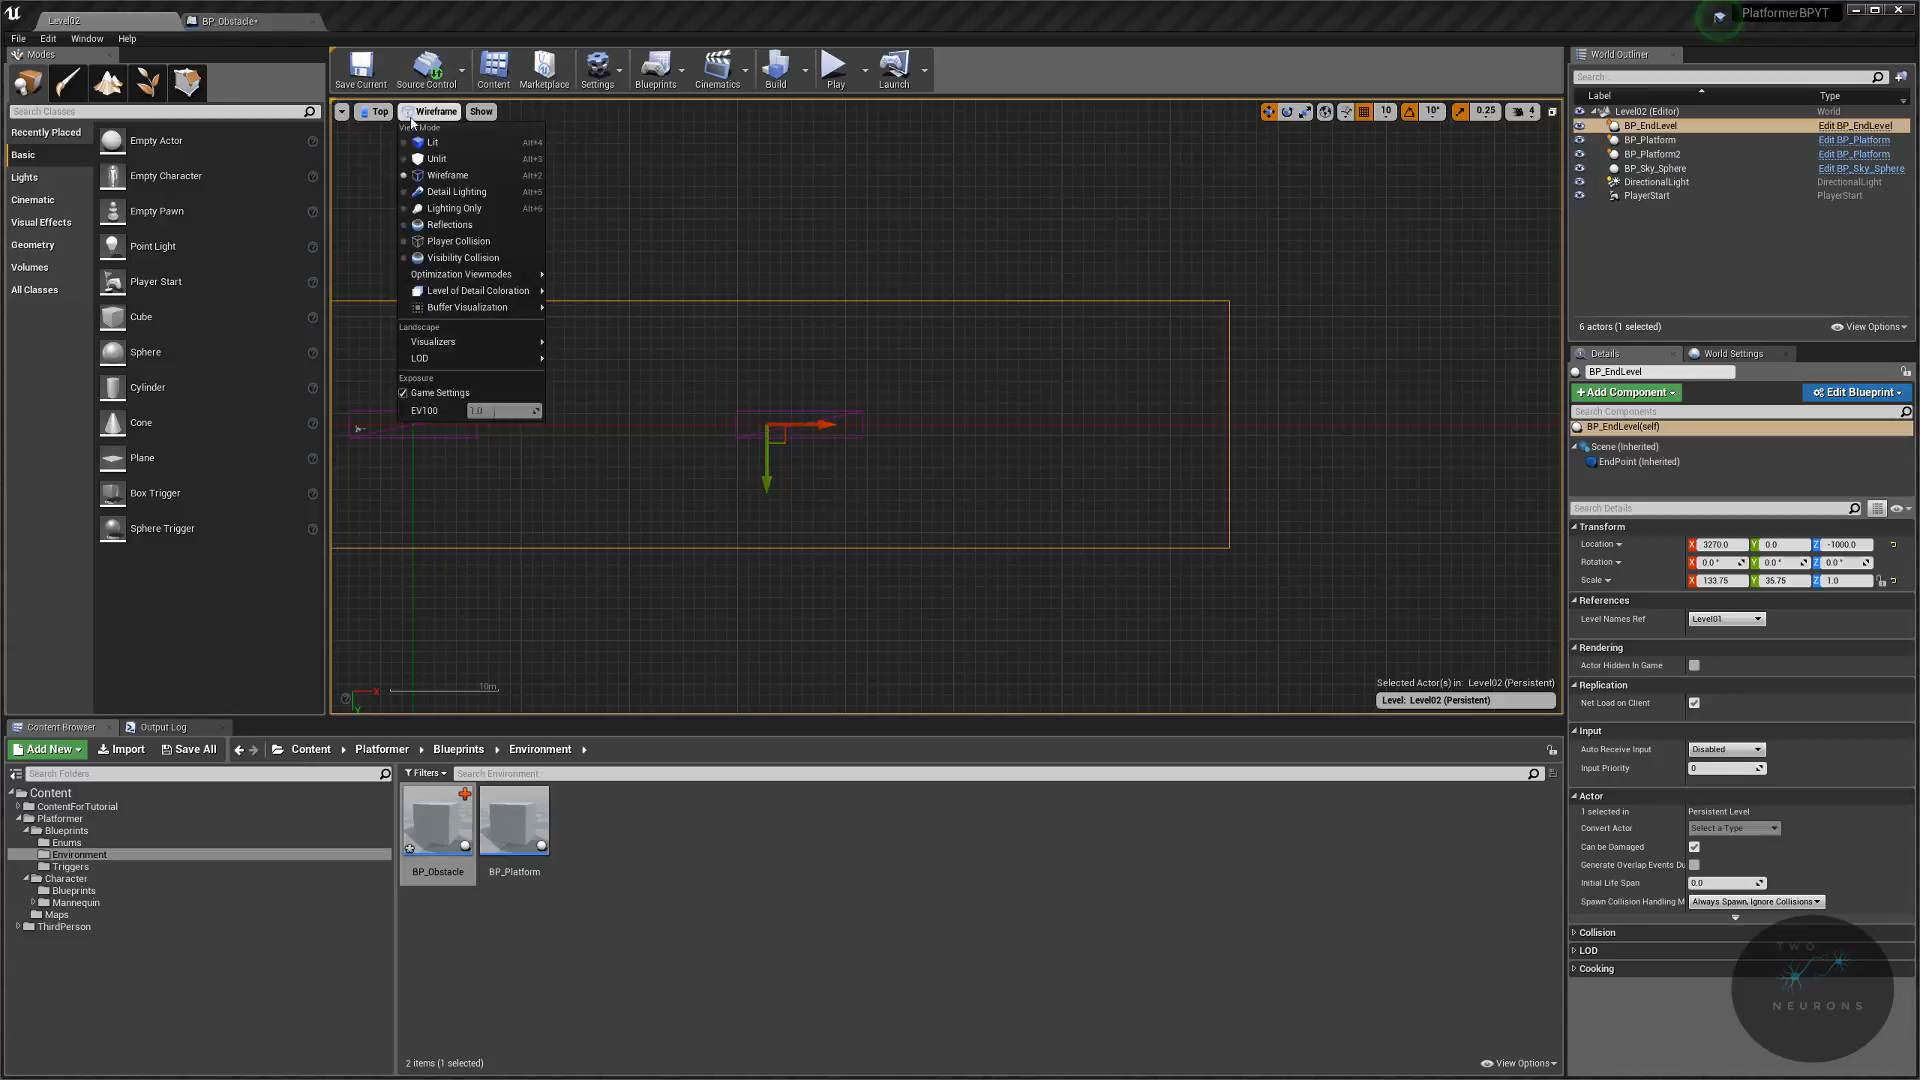 Level02
BP_Obstacle*
PlatformerBPYT
File Edit Window Help
Modes
Search Classes
Recently Placed
Basic
Lights
Cinematic
Visual Effects
Geometry
Volumes
All Classes
Empty Actor
Empty Character
Empty Pawn
Point Light
Player Start
Cube
Sphere
Cylinder
Cone
Plane
Box Trigger
Sphere Trigger
Save Current
Source Control
Content
Marketplace
Settings
Blueprints
Cinematics
Build
Play
Launch
Top
Wireframe
Show
10
10°
0.25
4
Lit Alt+4
Unlit Alt+3
Wireframe Alt+2
Detail Lighting Alt+5
Lighting Only Alt+6
Reflections
Player Collision
Visibility Collision
Optimization Viewmodes
Level of Detail Coloration
Buffer Visualization
Landscape
Visualizers
LOD
Exposure
Game Settings
EV100 1.0
X
Y
10m
Selected Actor(s) in: Level02 (Persistent)
Level: Level02 (Persistent)
World Outliner
Search...
Label Type
Level02 (Editor) World
BP_EndLevel Edit BP_EndLevel
BP_Platform Edit BP_Platform
BP_Platform2 Edit BP_Platform
BP_Sky_Sphere Edit BP_Sky_Sphere
DirectionalLight DirectionalLight
PlayerStart PlayerStart
6 actors (1 selected)
View Options
Details
World Settings
BP_EndLevel
+Add Component
Edit Blueprint
Search Components
BP_EndLevel(self)
Scene (Inherited)
EndPoint (Inherited)
Search Details
Transform
Location X 3270.0 Y 0.0 Z -1000.0
Rotation X 0.0° Y 0.0° Z 0.0°
Scale X 133.75 Y 35.75 Z 1.0
References
Level Names Ref Level01
Rendering
Actor Hidden In Game
Replication
Net Load on Client
Input
Auto Receive Input Disabled
Input Priority 0
Actor
1 selected in Persistent Level
Convert Actor Select a Type
Can be Damaged
Generate Overlap Events Du
Initial Life Span 0.0
Spawn Collision Handling M Always Spawn, Ignore Collisions
Collision
LOD
Cooking
TWO
NEURONS
Content Browser
Output Log
Add New
Import
Save All
Content Platformer Blueprints Environment
Search Folders
Filters
Search Environment
Content
ContentForTutorial
Platformer
Blueprints
Enums
Environment
Triggers
Character
Blueprints
Mannequin
Maps
ThirdPerson
BP_Obstacle
BP_Platform
2 items (1 selected)
View Options